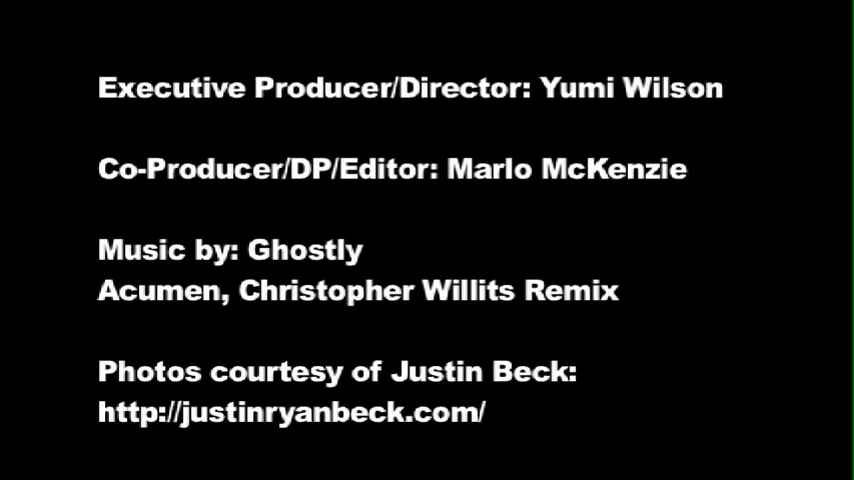 Executive Producer/Director: Yumi Wilson
Co-Producer/DP/Editor: Marlo McKenzie
Music by: Ghostly
Acumen, Christopher Willits Remix
Photos courtesy of Justin Beck:
http://justinryanbeck.com/